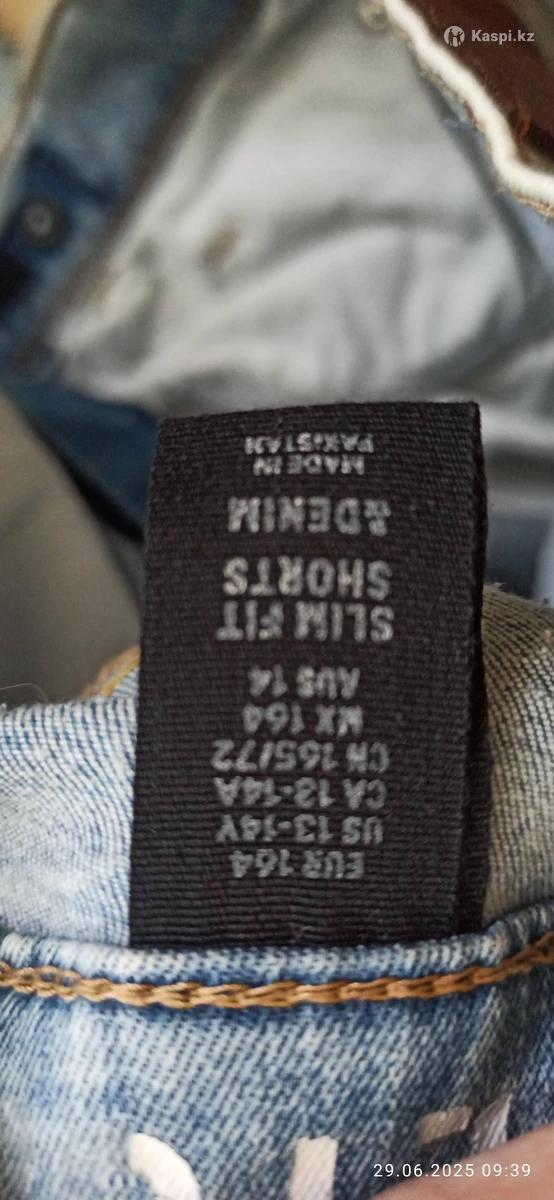 Kaspi.kz
EUR 164
US 13-14Y
CA 13-14A
CN 165/72
MX 164
AUS 14
SLIM FIT
SHORTS
&DENIM
MADE IN
PAKISTAN
29.06.2025 09:39